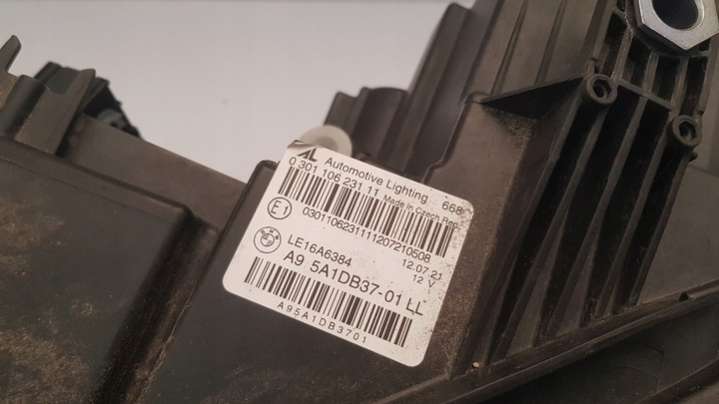 AL Automotive Lighting 668
0 301 106 231 11 Made in Czech Rep.
E1 0301106231111207210508
LE16A6384 12.07.21
A9 5A1DB37-01 LL 12 V
A95A1DB3701